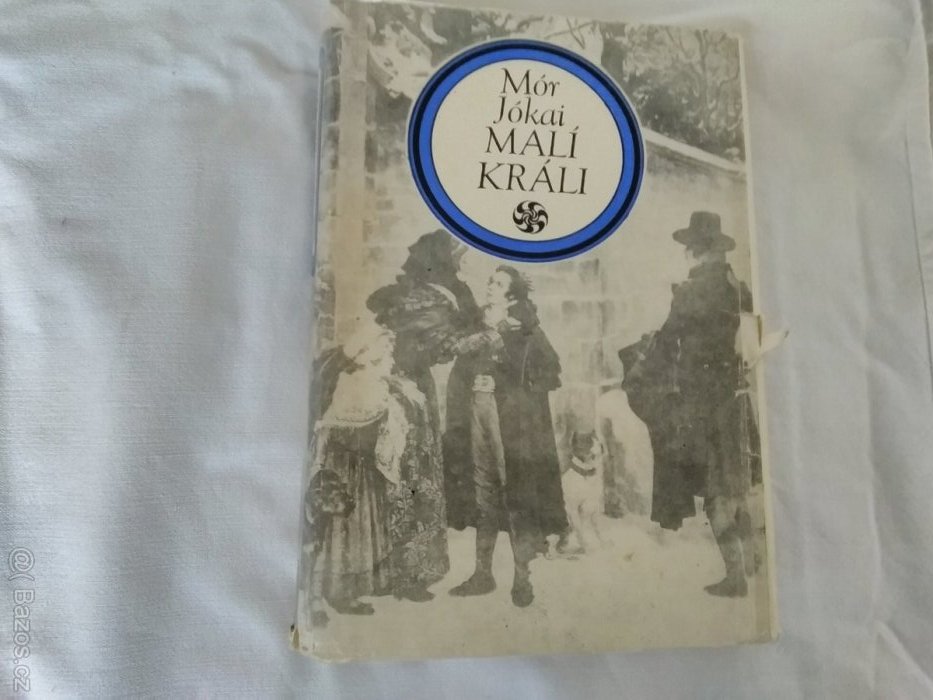 Mór
Jókai
MALÍ
KRÁLI
@( Bazos.cz